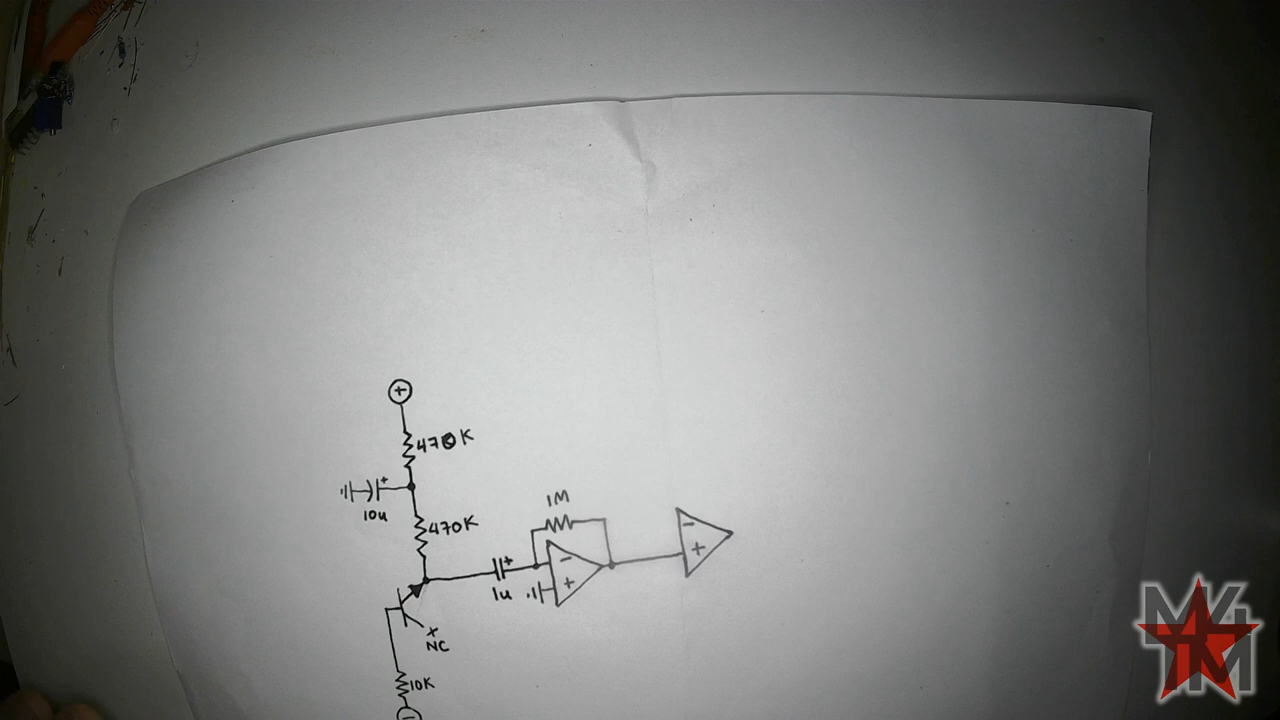 +
470K
+
10u
470K
1M
+
1u
-
+
-
+
x
NC
10K